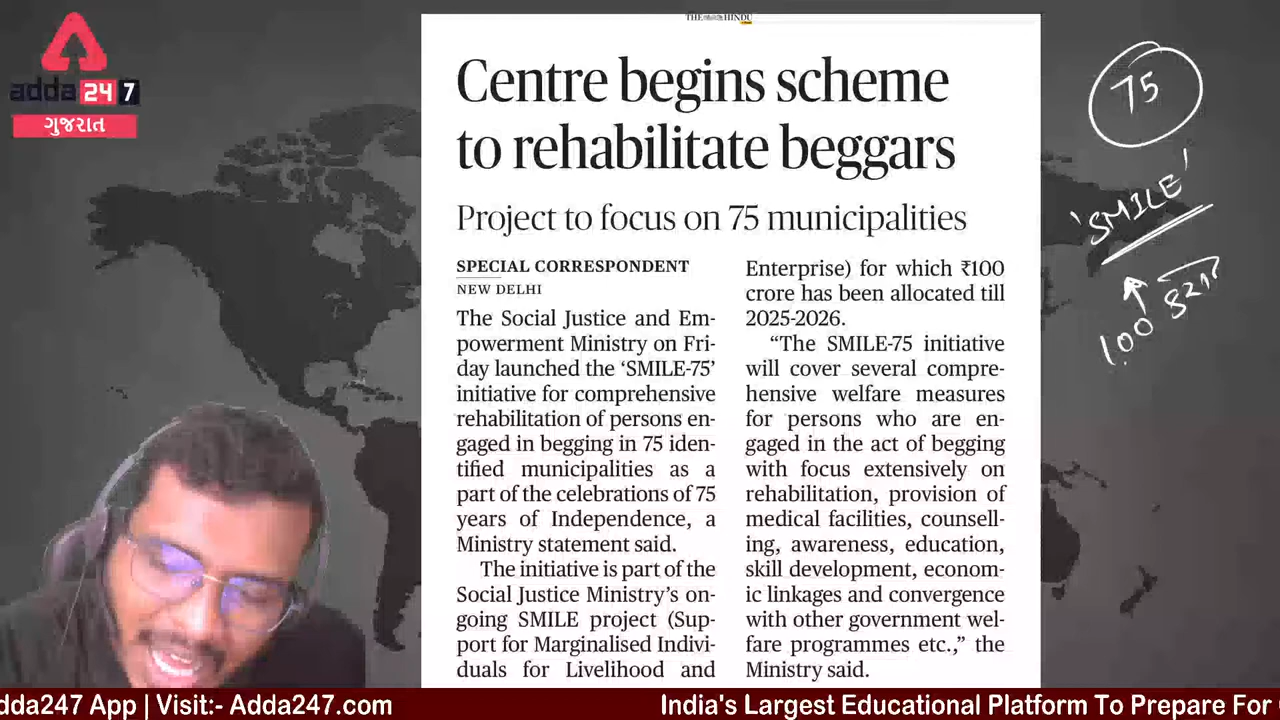 THE HINDU
adda 24 7
ગુજરાત
Centre begins scheme
to rehabilitate beggars
Project to focus on 75 municipalities
SPECIAL CORRESPONDENT
NEW DELHI
The Social Justice and Em-
powerment Ministry on Fri-
day launched the ‘SMILE-75’
initiative for comprehensive
rehabilitation of persons en-
gaged in begging in 75 iden-
tified municipalities as a
part of the celebrations of 75
years of Independence, a
Ministry statement said.
The initiative is part of the
Social Justice Ministry’s on-
going SMILE project (Sup-
port for Marginalised Indivi-
duals for Livelihood and
Enterprise) for which ₹100
crore has been allocated till
2025-2026.
“The SMILE-75 initiative
will cover several compre-
hensive welfare measures
for persons who are en-
gaged in the act of begging
with focus extensively on
rehabilitation, provision of
medical facilities, counsell-
ing, awareness, education,
skill development, econom-
ic linkages and convergence
with other government wel-
fare programmes etc.,” the
Ministry said.
75
‘SMILE’
100
dda247 App | Visit:- Adda247.com
India's Largest Educational Platform To Prepare For